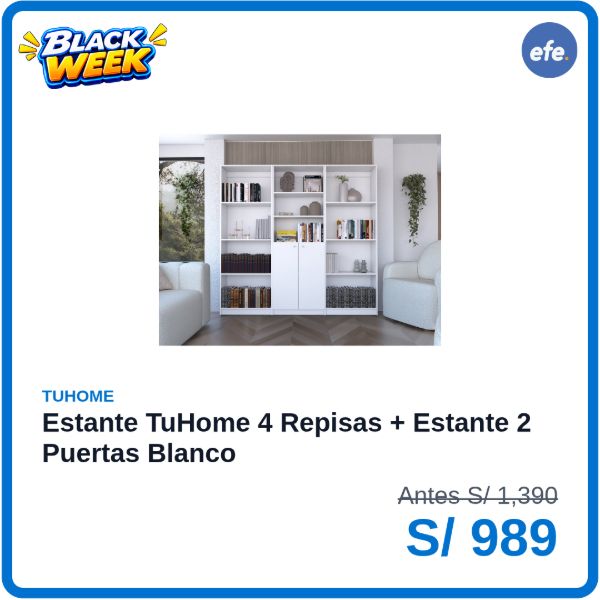 BLACK
WEEK
efe.
TUHOME
Estante TuHome 4 Repisas + Estante 2
Puertas Blanco
Antes S/ 1,390
S/ 989